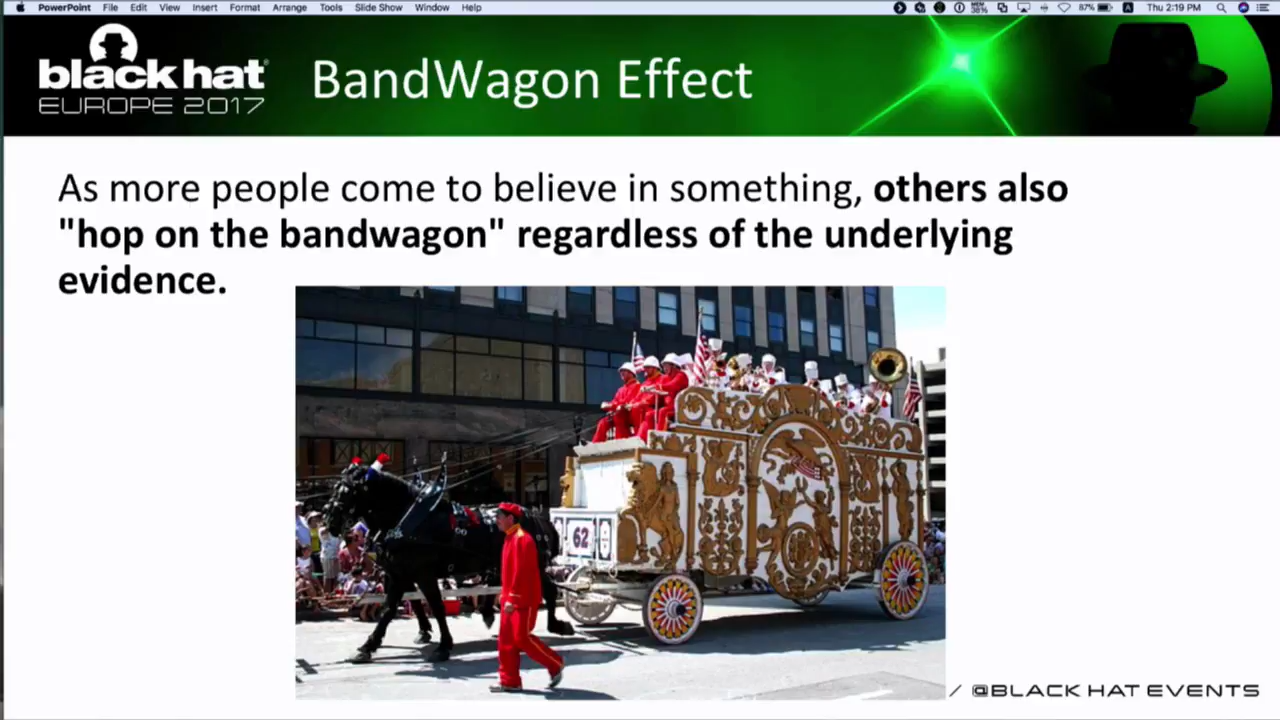 PowerPoint File Edit View Insert Format Arrange Tools Slide Show Window Help 87% Thu 2:19 PM
black hat
EUROPE 2017
BandWagon Effect
As more people come to believe in something, others also
"hop on the bandwagon" regardless of the underlying
evidence.
62
/ @BLACK HAT EVENTS